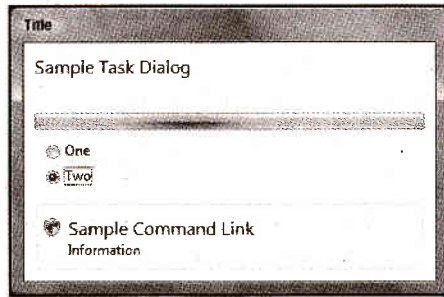 Title
Sample Task Dialog
One
Two
Sample Command Link
Information